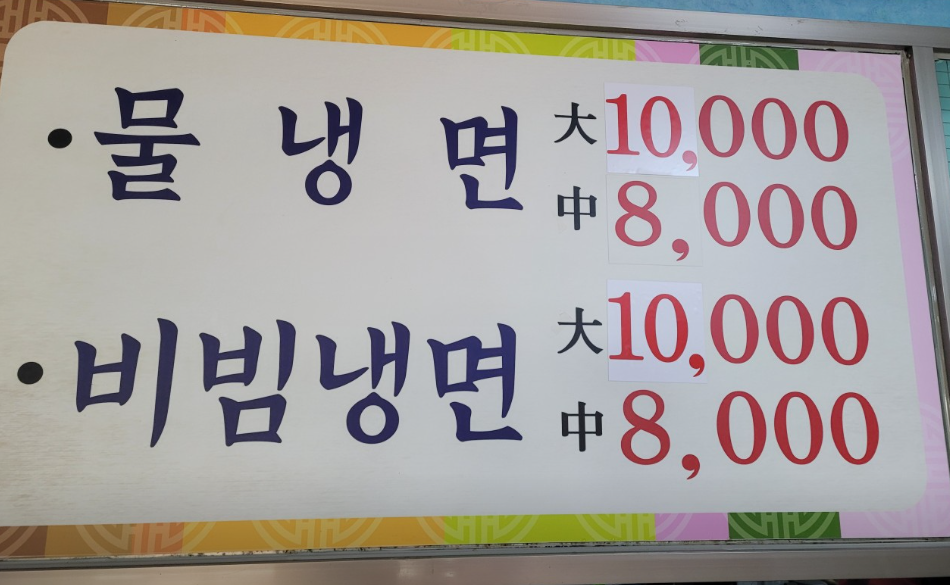 •물냉면 大 10,000
中 8,000
•비빔냉면 大 10,000
中 8,000